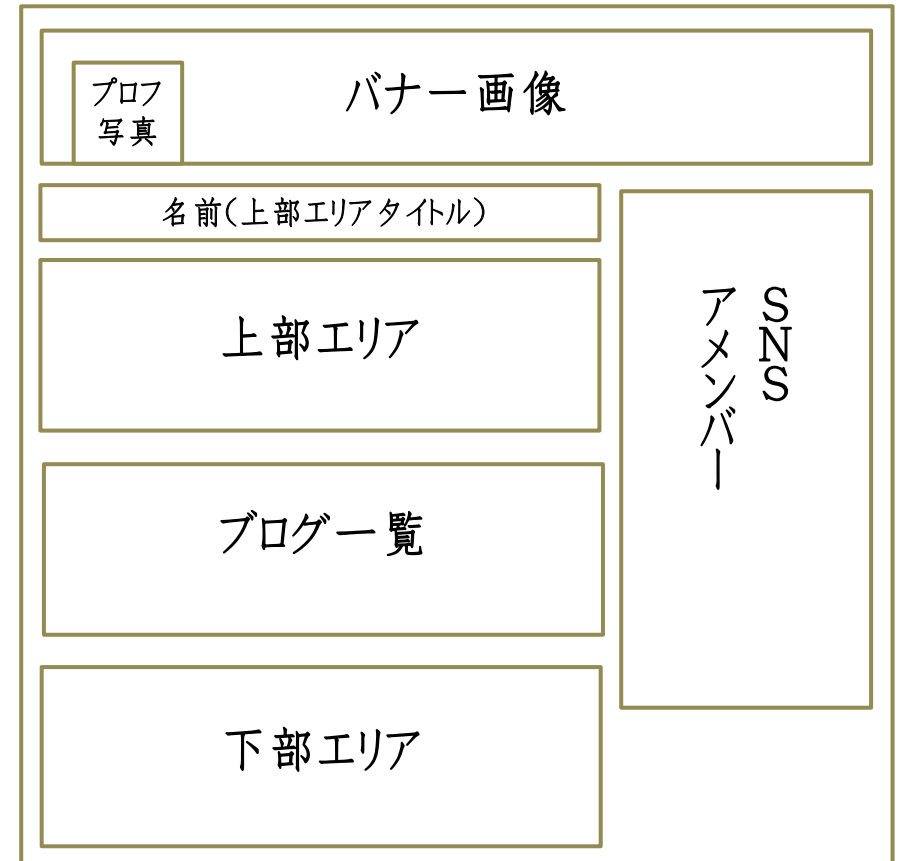 プロフ
写真
バナー画像
名前(上部エリアタイトル)
上部エリア
SNS
アメンバー
ブログ一覧
下部エリア